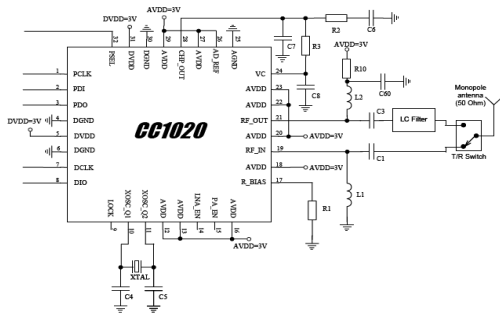 AVDD=3V
DVDD=3V
AVDD=3V
R2
C6
C7
R3
AVDD=3V
32
31
30
29
28
27
26
25
PSEL
DVDD
DGND
AVDD
CHP_OUT
AVDD
AD_REF
AGND
R10
C60
C8
L2
Monopole
antenna
(50 Ohm)
1 PCLK
2 PDI
3 PDO
4 DGND
DVDD=3V
5 DVDD
6 DGND
7 DCLK
8 DIO
CC1020
VC 24
AVDD 23
AVDD 22
RF_OUT 21
AVDD 20 AVDD=3V
RF_IN 19
AVDD 18 AVDD=3V
R_BIAS 17
C3
LC Filter
C1
T/R Switch
R1
L1
LOCK
XOSC_Q1
XOSC_Q2
AVDD
AVDD
LNA_EN
PA_EN
AVDD
9
10
11
12
13
14
15
16
AVDD=3V
XTAL
C4
C5